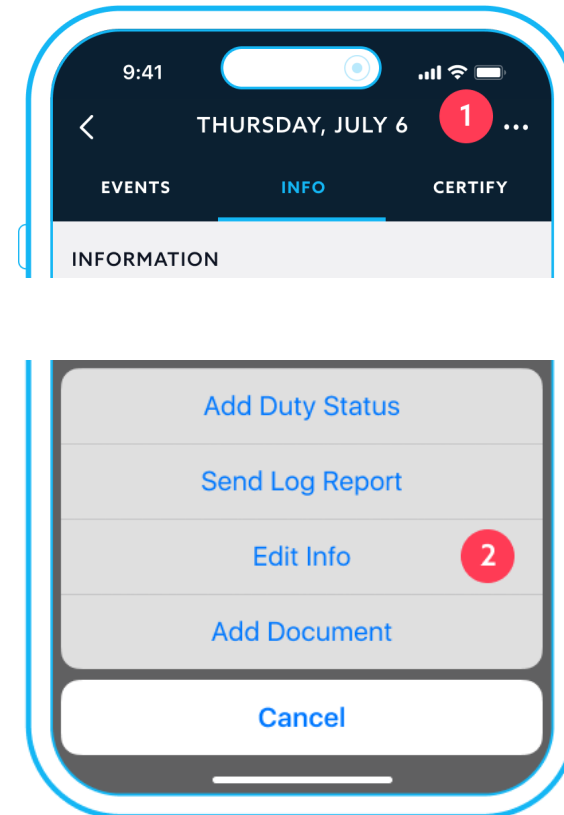 9:41
THURSDAY, JULY 6 1 ...
EVENTS INFO CERTIFY
INFORMATION
Add Duty Status
Send Log Report
Edit Info 2
Add Document
Cancel